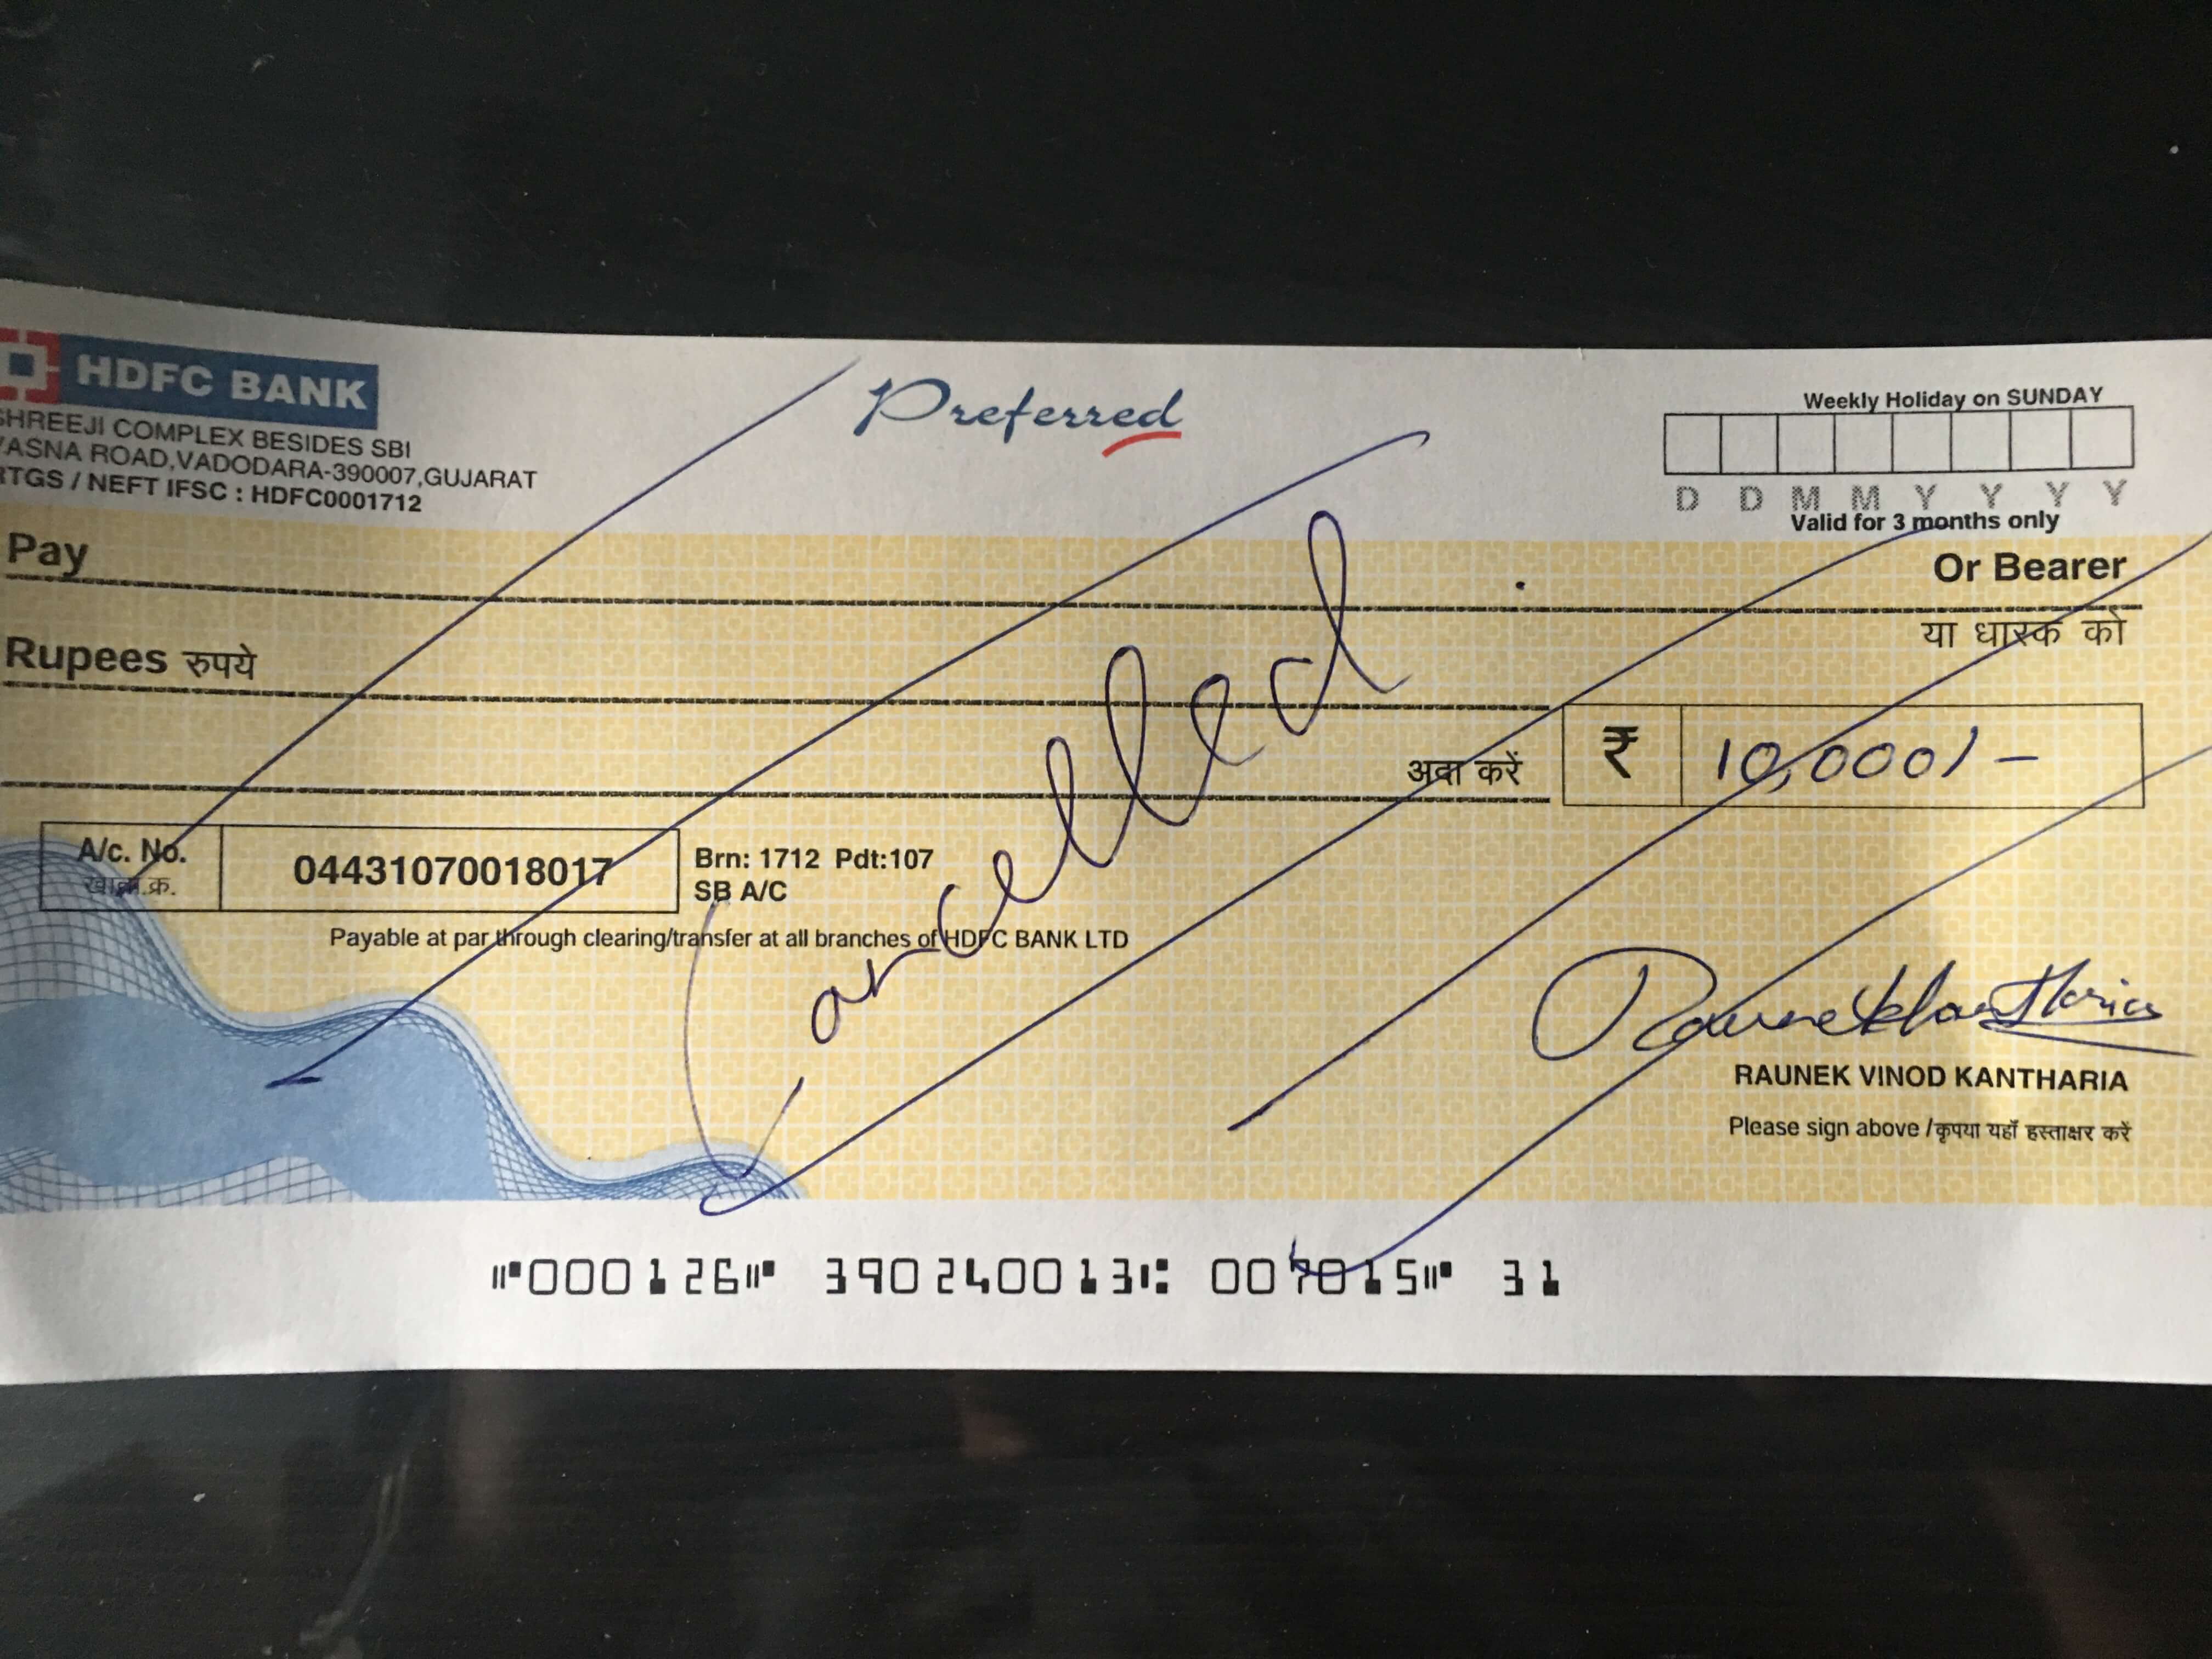 HDFC BANK
SHREEJI COMPLEX BESIDES SBI
VASNA ROAD,VADODARA-390007,GUJARAT
RTGS / NEFT IFSC : HDFC0001712
Preferred
Weekly Holiday on SUNDAY
D D M M Y Y Y Y
Valid for 3 months only
Pay
Or Bearer
या धारक को
Rupees रुपये
अदा करें
₹ 10,000/-
Cancelled
A/c. No.
खाता.क्र.
04431070018017
Brn: 1712 Pdt:107
SB A/C
Payable at par through clearing/transfer at all branches of HDFC BANK LTD
Raunek Kantharia
RAUNEK VINOD KANTHARIA
Please sign above /कृपया यहाँ हस्ताक्षर करें
⑈000126⑈ 390240013⑆ 007015⑈ 31